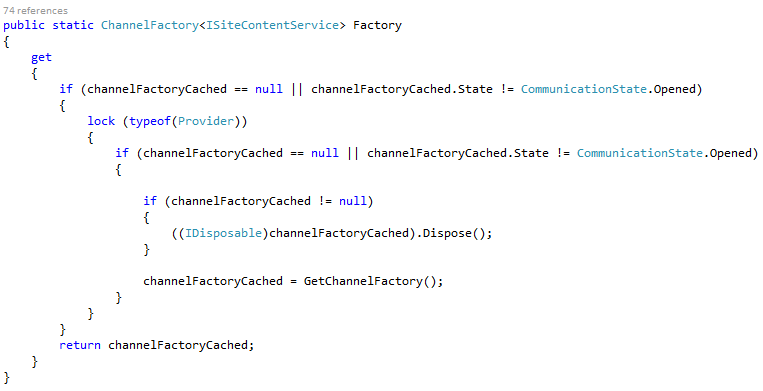 74 references
public static ChannelFactory<ISiteContentService> Factory
{
    get
    {
        if (channelFactoryCached == null || channelFactoryCached.State != CommunicationState.Opened)
        {
            lock (typeof(Provider))
            {
                if (channelFactoryCached == null || channelFactoryCached.State != CommunicationState.Opened)
                {
                    if (channelFactoryCached != null)
                    {
                        ((IDisposable)channelFactoryCached).Dispose();
                    }
                    channelFactoryCached = GetChannelFactory();
                }
            }
        }
        return channelFactoryCached;
    }
}